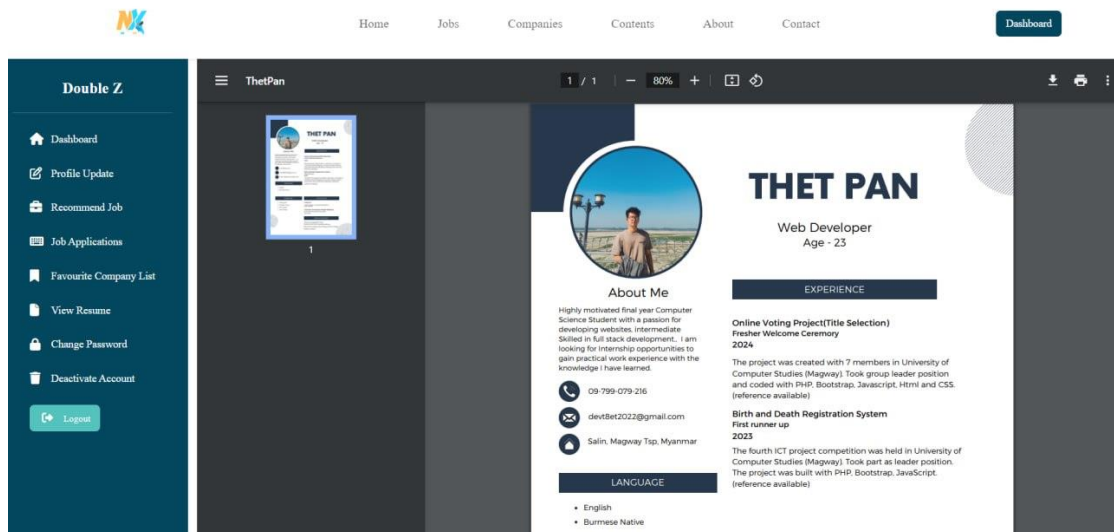 NX
Home Jobs Companies Contents About Contact Dashboard
Double Z
Dashboard
Profile Update
Recommend Job
Job Applications
Favourite Company List
View Resume
Change Password
Deactivate Account
Logout
ThetPan
1 / 1 80%
THET PAN
1
THET PAN
Web Developer
Age - 23
About Me
Highly motivated final year Computer
Science Student with a passion for
developing websites, intermediate
Skilled in full stack development,. I am
looking for Internship opportunities to
gain practical work experience with the
knowledge I have learned.
09-799-079-216
devt8et2022@gmail.com
Salin, Magway Tsp, Myanmar
LANGUAGE
English
Burmese Native
EXPERIENCE
Online Voting Project(Title Selection)
Fresher Welcome Ceremony
2024
The project was created with 7 members in University of
Computer Studies (Magway). Took group leader position
and coded with PHP, Bootstrap, Javascript, Html and CSS.
(reference available)
Birth and Death Registration System
First runner up
2023
The fourth ICT project competition was held in University of
Computer Studies (Magway). Took part as leader position.
The project was built with PHP, Bootstrap, JavaScript.
(reference available)